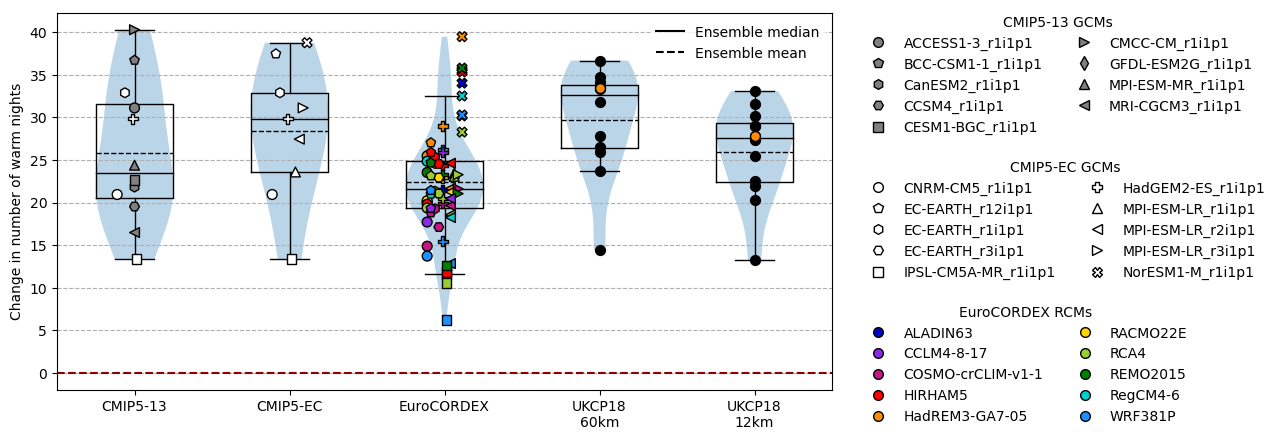 Change in number of warm nights
40
35
30
25
20
15
10
5
0
Ensemble median
Ensemble mean
CMIP5-13
CMIP5-EC
EuroCORDEX
UKCP18
60km
UKCP18
12km
CMIP5-13 GCMs
ACCESS1-3_r1i1p1
BCC-CSM1-1_r1i1p1
CanESM2_r1i1p1
CCSM4_r1i1p1
CESM1-BGC_r1i1p1
CMCC-CM_r1i1p1
GFDL-ESM2G_r1i1p1
MPI-ESM-MR_r1i1p1
MRI-CGCM3_r1i1p1
CMIP5-EC GCMs
CNRM-CM5_r1i1p1
EC-EARTH_r12i1p1
EC-EARTH_r1i1p1
EC-EARTH_r3i1p1
IPSL-CM5A-MR_r1i1p1
HadGEM2-ES_r1i1p1
MPI-ESM-LR_r1i1p1
MPI-ESM-LR_r2i1p1
MPI-ESM-LR_r3i1p1
NorESM1-M_r1i1p1
EuroCORDEX RCMs
ALADIN63
CCLM4-8-17
COSMO-crCLIM-v1-1
HIRHAM5
HadREM3-GA7-05
RACMO22E
RCA4
REMO2015
RegCM4-6
WRF381P